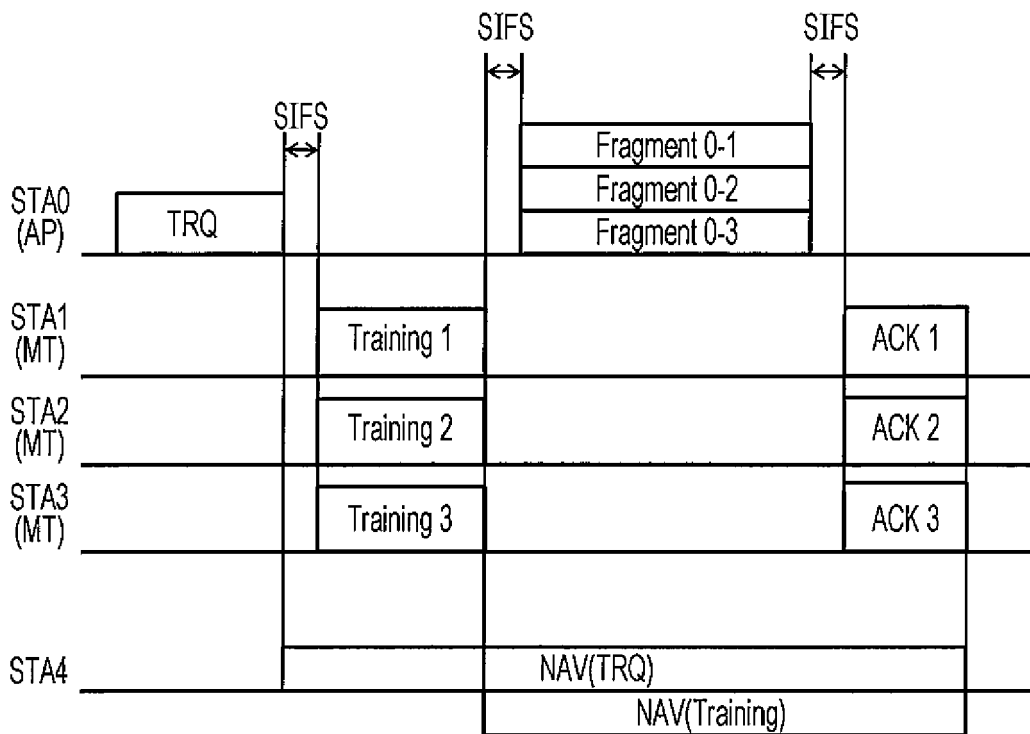 SIFS
SIFS
SIFS
Fragment 0-1
Fragment 0-2
Fragment 0-3
STA0
(AP)
TRQ
STA1
(MT)
Training 1
ACK 1
STA2
(MT)
Training 2
ACK 2
STA3
(MT)
Training 3
ACK 3
STA4
NAV(TRQ)
NAV(Training)